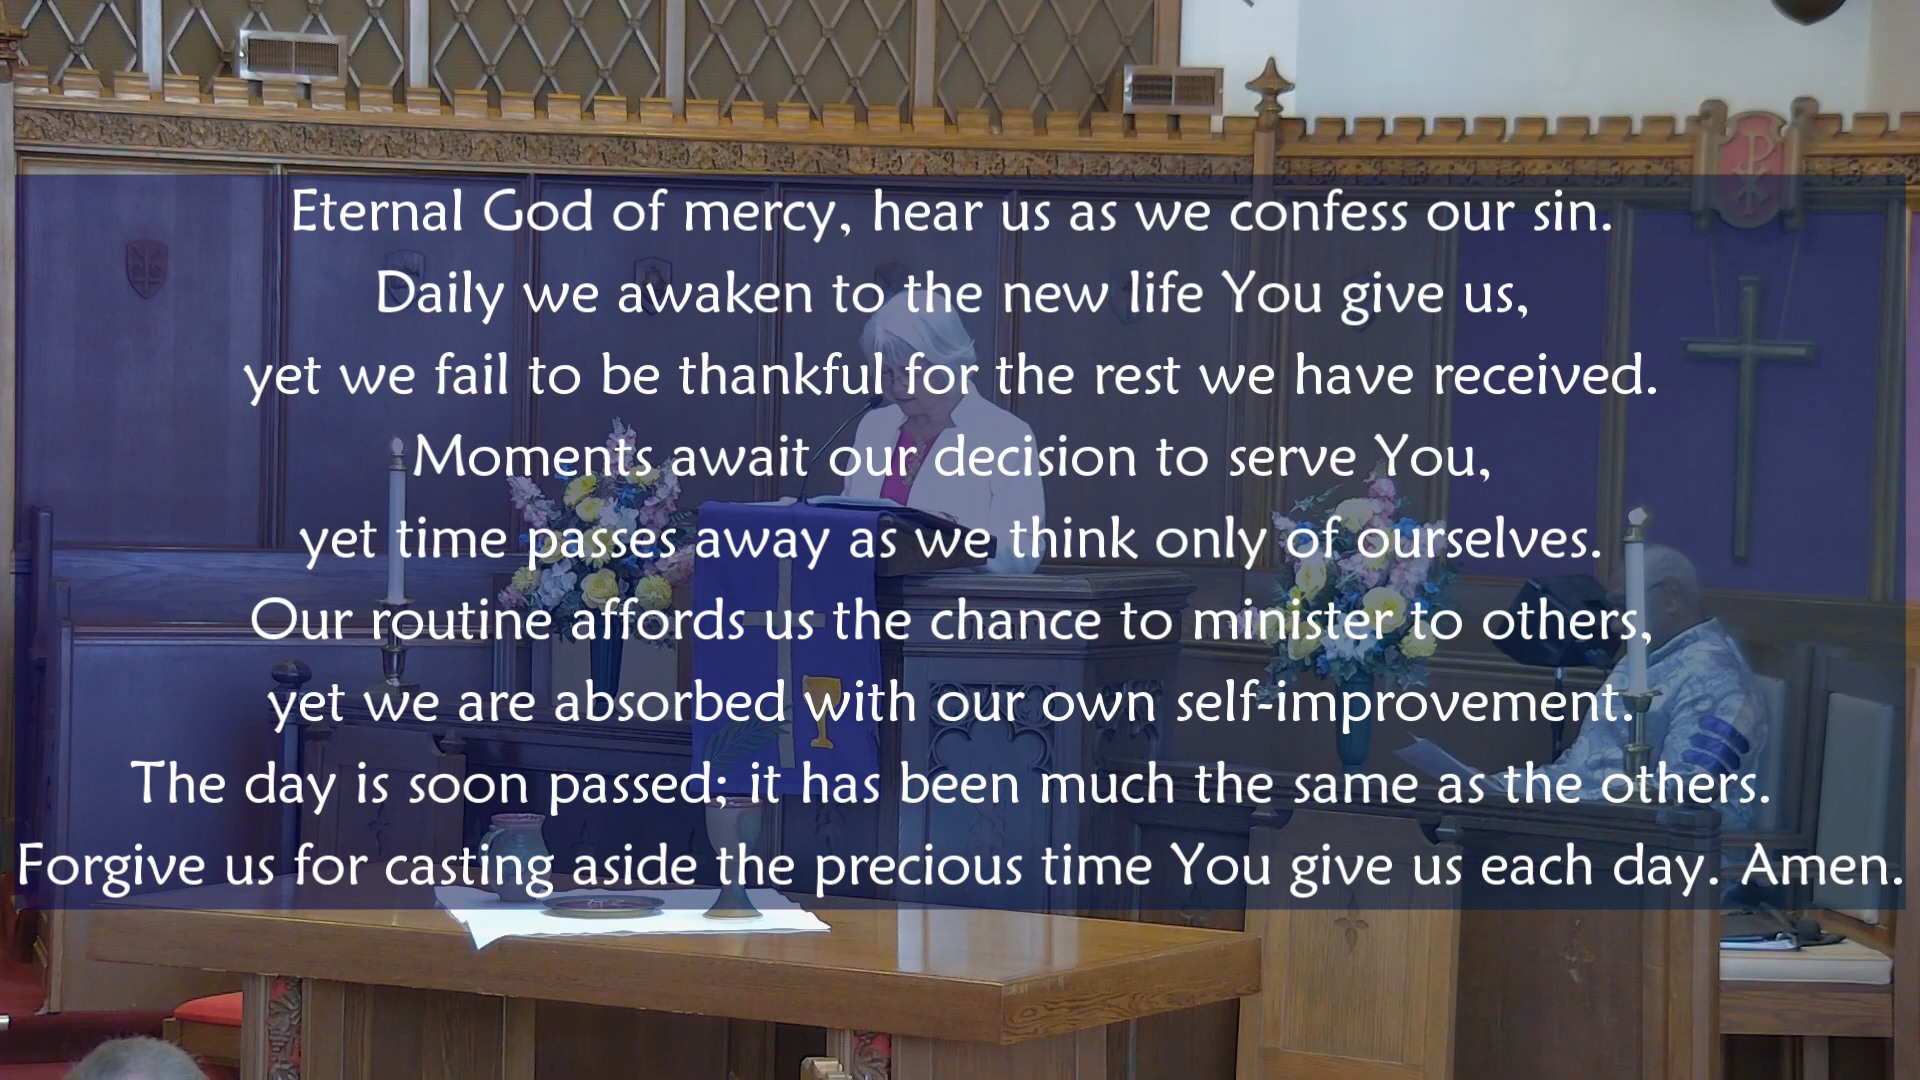 Eternal God of mercy, hear us as we confess our sin.
Daily we awaken to the new life You give us,
yet we fail to be thankful for the rest we have received.
Moments await our decision to serve You,
yet time passes away as we think only of ourselves.
Our routine affords us the chance to minister to others,
yet we are absorbed with our own self-improvement.
The day is soon passed; it has been much the same as the others.
Forgive us for casting aside the precious time You give us each day. Amen.